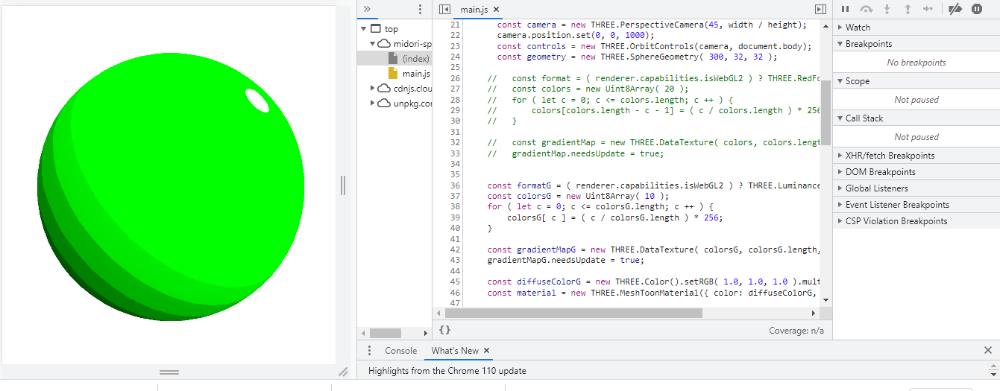 »
top
midori-sp
(index)
main.js
cdnjs.clou
unpkg.com
main.js ×
21 const camera = new THREE.PerspectiveCamera(45, width / height);
22 camera.position.set(0, 0, 1000);
23 const controls = new THREE.OrbitControls(camera, document.body);
24 const geometry = new THREE.SphereGeometry( 300, 32, 32 );
25
26 // const format = ( renderer.capabilities.isWebGL2 ) ? THREE.RedFo
27 // const colors = new Uint8Array( 20 );
28 // for ( let c = 0; c <= colors.length; c ++ ) {
29 // colors[colors.length - c - 1] = ( c / colors.length ) * 256
30 // }
31
32 // const gradientMap = new THREE.DataTexture( colors, colors.lengt
33 // gradientMap.needsUpdate = true;
34
35
36 const formatG = ( renderer.capabilities.isWebGL2 ) ? THREE.Luminance
37 const colorsG = new Uint8Array( 10 );
38 for ( let c = 0; c <= colorsG.length; c ++ ) {
39 colorsG[ c ] = ( c / colorsG.length ) * 256;
40 }
41
42 const gradientMapG = new THREE.DataTexture( colorsG, colorsG.length,
43 gradientMapG.needsUpdate = true;
44
45 const diffuseColorG = new THREE.Color().setRGB( 1.0, 1.0, 1.0 ).mult
46 const material = new THREE.MeshToonMaterial({ color: diffuseColorG,
47
{} Coverage: n/a
Watch
Breakpoints
No breakpoints
Scope
Not paused
Call Stack
Not paused
XHR/fetch Breakpoints
DOM Breakpoints
Global Listeners
Event Listener Breakpoints
CSP Violation Breakpoints
Console What's New ×
Highlights from the Chrome 110 update